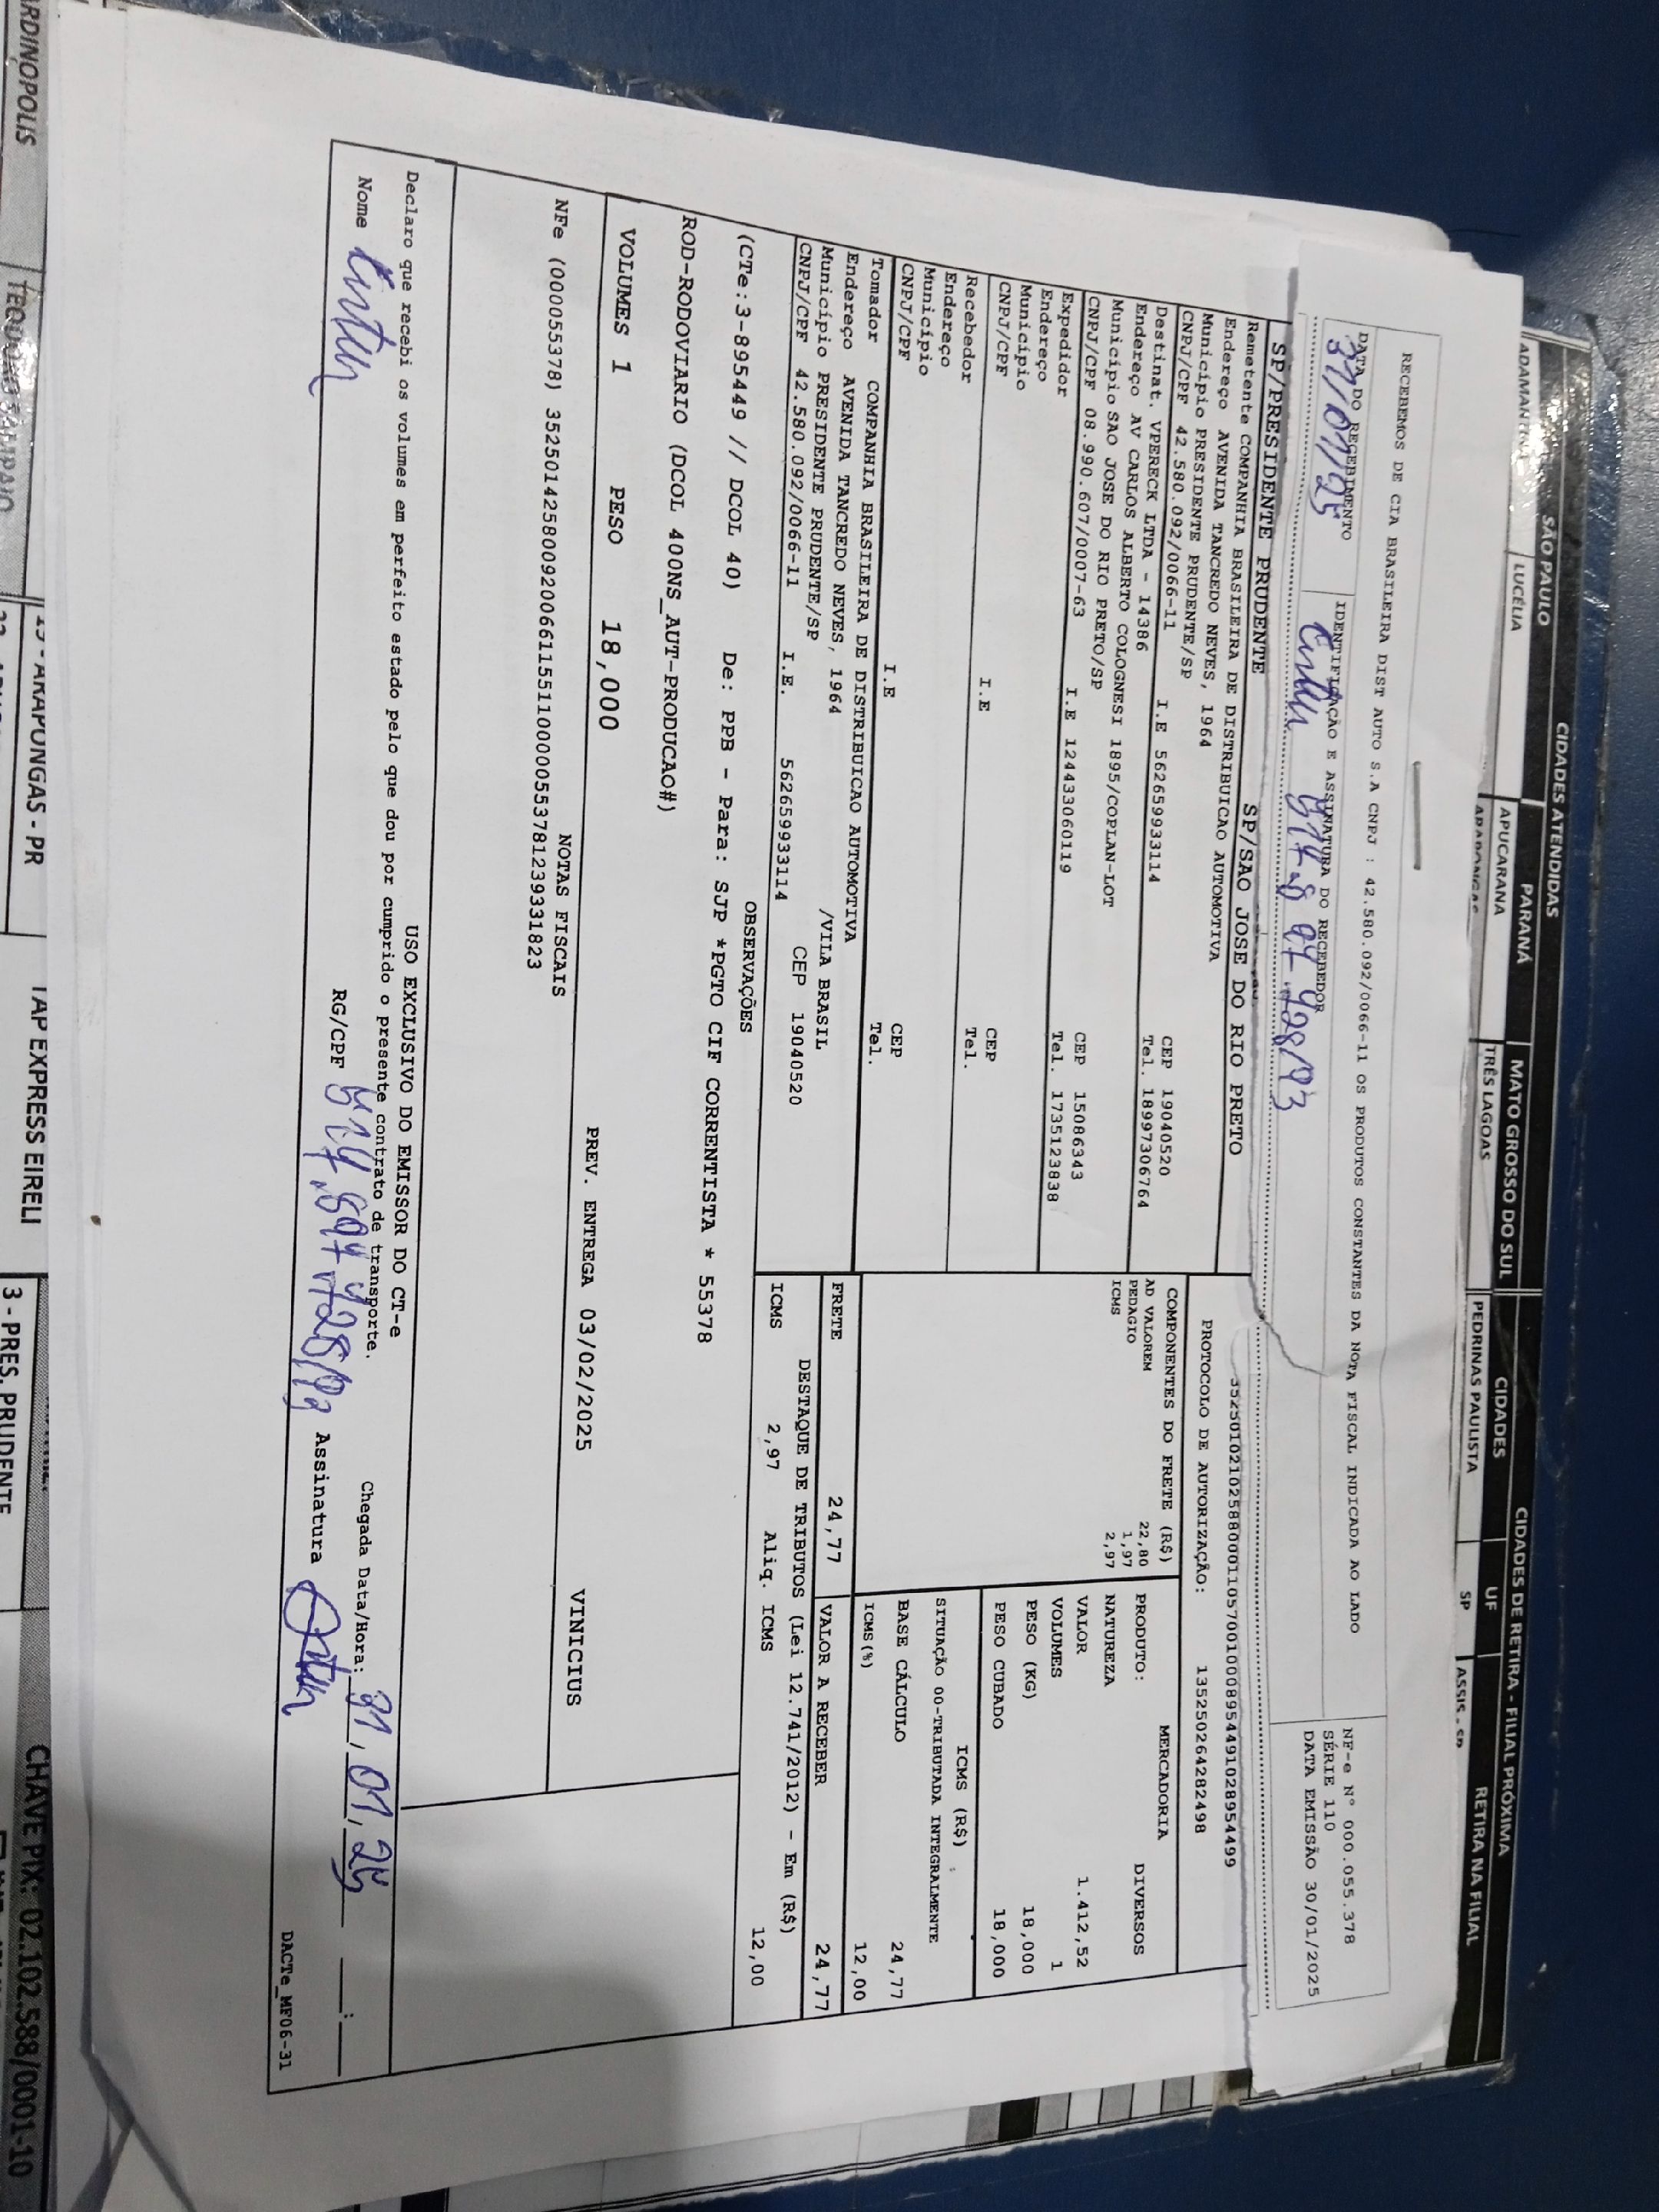 CIDADES ATENDIDAS
CIDADES DE RETIRA - FILIAL PRÓXIMA
SÃO PAULO
PARANÁ
MATO GROSSO DO SUL
CIDADES
UF
RETIRA NA FILIAL
LUCÉLIA
APUCARANA
TRÊS LAGOAS
PEDRINAS PAULISTA
SP
ASSIS - SP
RECEBEMOS DE CIA BRASILEIRA DIST AUTO S.A CNPJ : 42.580.092/0066-11 OS PRODUTOS CONSTANTES DA NOTA FISCAL INDICADA AO LADO
NF-e Nº 000.055.378
SÉRIE 110
DATA EMISSÃO 30/01/2025
DATA DO RECEBIMENTO
IDENTIFICAÇÃO E ASSINATURA DO RECEBEDOR
31/01/25
SP/PRESIDENTE PRUDENTE
SP/SAO JOSE DO RIO PRETO
35250102102588000110570010008954491028954499
PROTOCOLO DE AUTORIZAÇÃO:
135250264282498
Remetente COMPANHIA BRASILEIRA DE DISTRIBUICAO AUTOMOTIVA
Endereço AVENIDA TANCREDO NEVES, 1964
Município PRESIDENTE PRUDENTE/SP
CEP 19040520
CNPJ/CPF 42.580.092/0066-11
I.E 562659933114
Tel. 18997306764
Destinat. VPERECK LTDA - 14386
Endereço AV CARLOS ALBERTO COLOGNESI 1895/COPLAN-LOT
Município SAO JOSE DO RIO PRETO/SP
CEP 15086343
CNPJ/CPF 08.990.607/0007-63
I.E 124433060119
Tel. 1735123838
Expedidor
Endereço
Município
CEP
CNPJ/CPF
I.E
Tel.
Recebedor
Endereço
Município
CEP
CNPJ/CPF
I.E
Tel.
Tomador COMPANHIA BRASILEIRA DE DISTRIBUICAO AUTOMOTIVA
Endereço AVENIDA TANCREDO NEVES, 1964
/VILA BRASIL
Município PRESIDENTE PRUDENTE/SP
CEP 19040520
CNPJ/CPF 42.580.092/0066-11
I.E. 562659933114
COMPONENTES DO FRETE (R$)
AD VALOREM 22,80
PEDAGIO 1,97
ICMS 2,97
MERCADORIA
PRODUTO: DIVERSOS
NATUREZA
VALOR 1.412,52
VOLUMES 1
PESO (KG) 18,000
PESO CUBADO 18,000
ICMS (R$)
SITUAÇÃO 00-TRIBUTADA INTEGRALMENTE
BASE CÁLCULO 24,77
ICMS (%) 12,00
FRETE 24,77
VALOR A RECEBER 24,77
DESTAQUE DE TRIBUTOS (Lei 12.741/2012) - Em (R$)
ICMS 2,97 Aliq. ICMS 12,00
OBSERVAÇÕES
(CTe:3-895449 // DCOL 40) De: PPB - Para: SJP *PGTO CIF CORRENTISTA * 55378
ROD-RODOVIARIO (DCOL 400NS_AUT-PRODUCAO#)
VOLUMES 1 PESO 18,000 PREV. ENTREGA 03/02/2025 VINICIUS
NOTAS FISCAIS
NFe (000055378) 35250142580092006611551100000553781239931823
USO EXCLUSIVO DO EMISSOR DO CT-e
Declaro que recebi os volumes em perfeito estado pelo que dou por cumprido o presente contrato de transporte.
Chegada Data/Hora: 31/01/25 __:__
Nome
RG/CPF
Assinatura
DACTe_MF06-31
ARAPONGAS - PR
TAP EXPRESS EIRELI
3 - PRES. PRUDENTE
CHAVE PIX: 02.102.588/0001-10